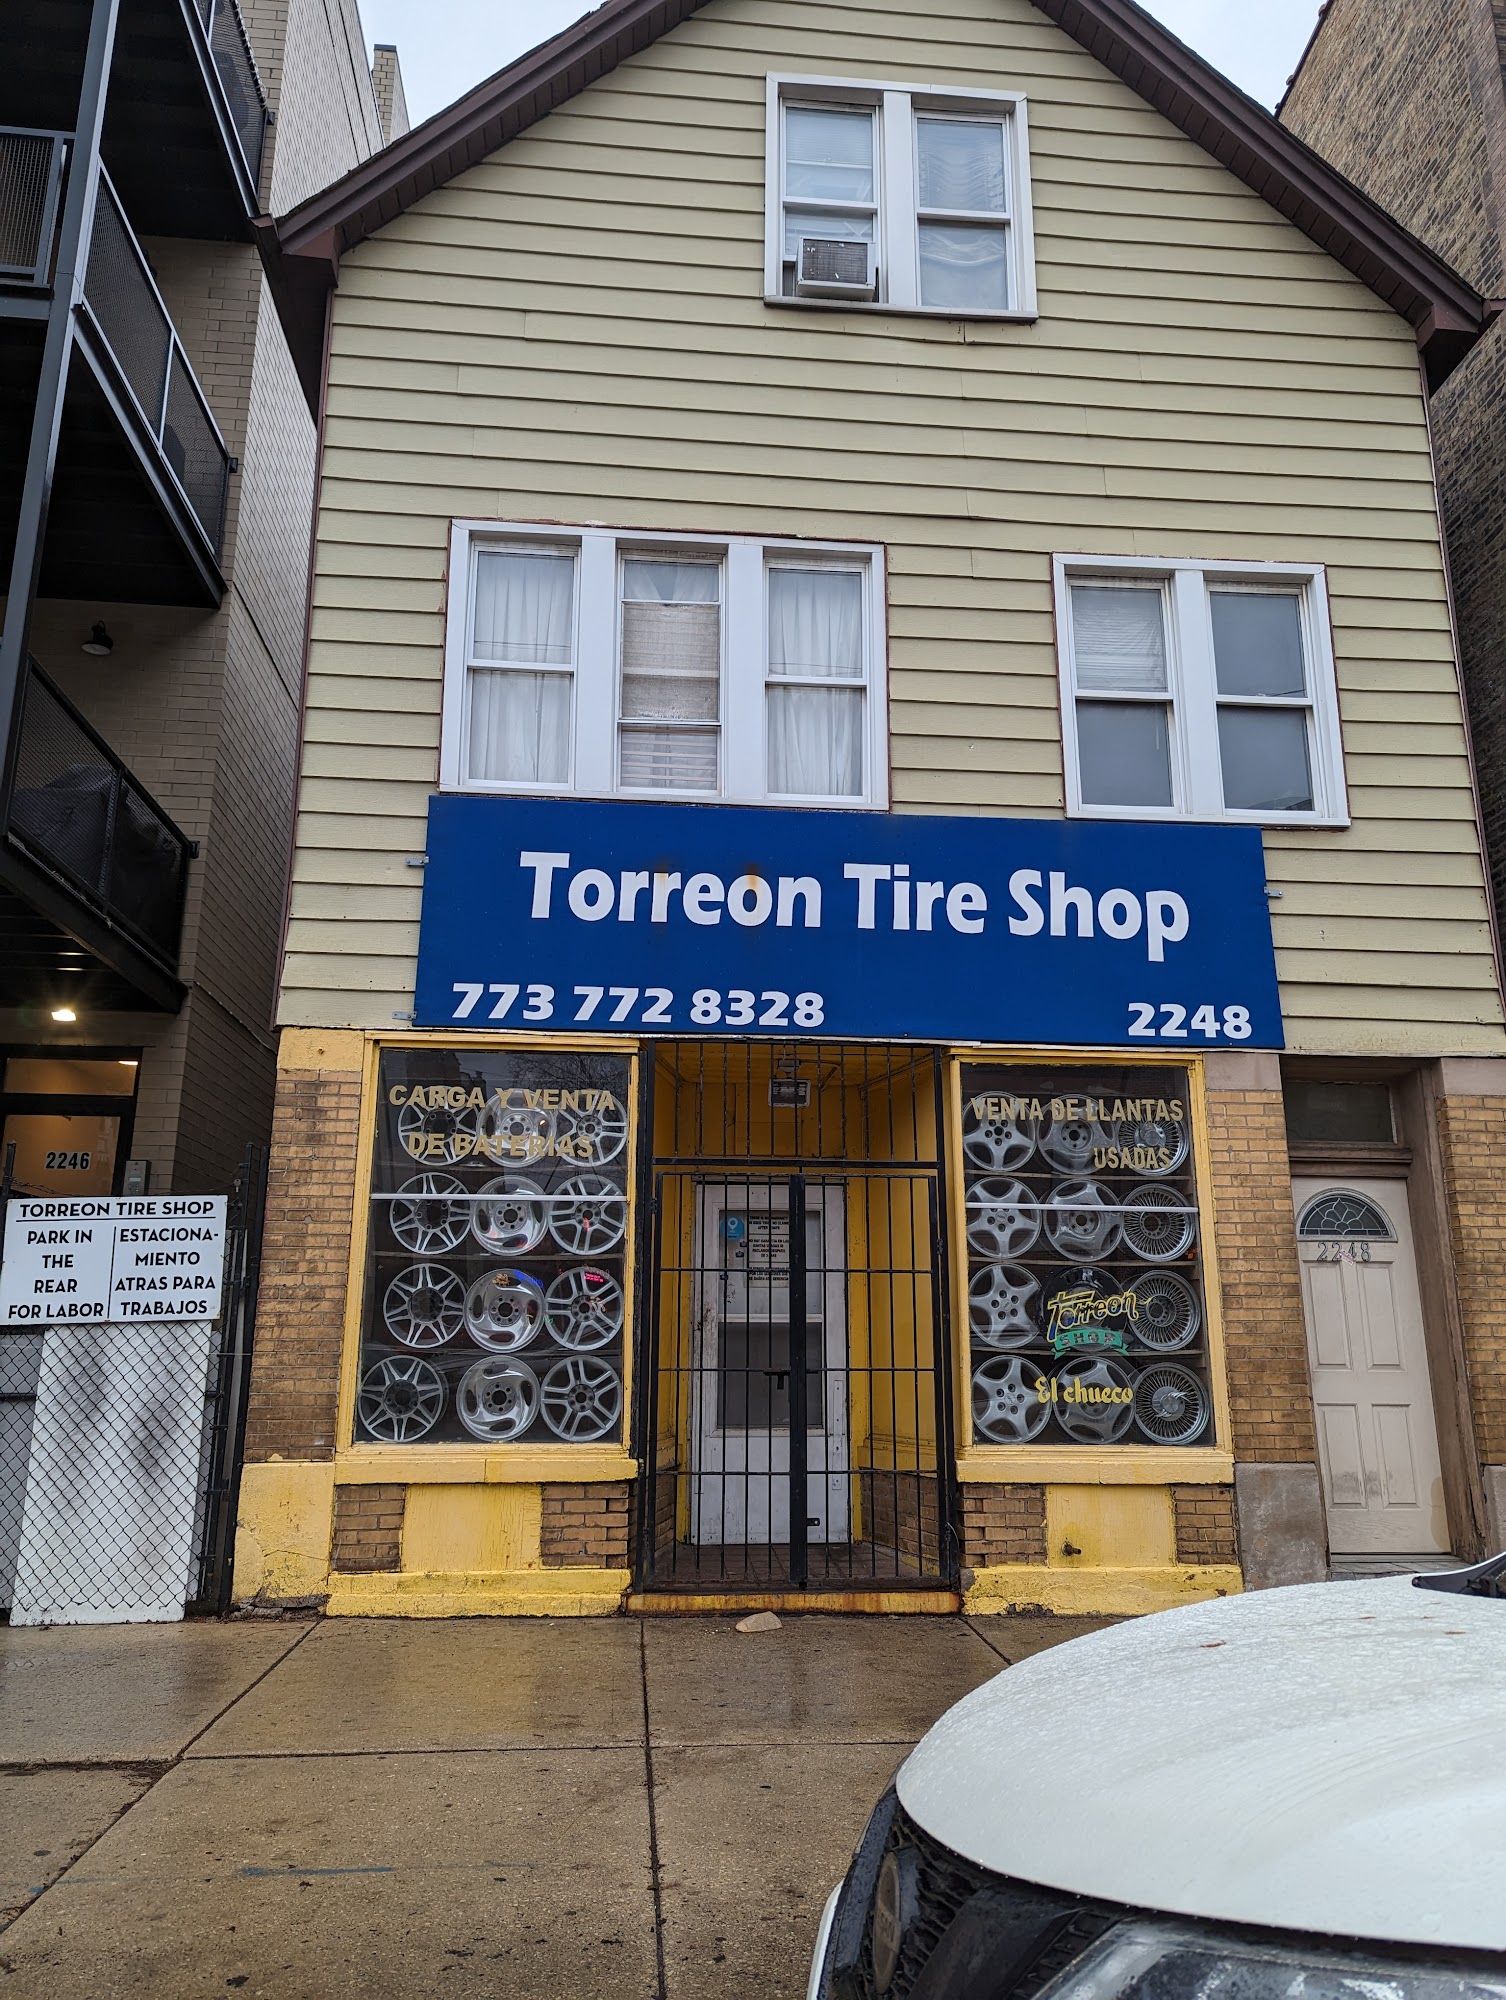 Torreon Tire Shop
773 772 8328
2248
CARGA Y VENTA
DE BATERIAS
VENTA DE LLANTAS
USADAS
Torreon
SHOP
El chueco
2248
2246
TORREON TIRE SHOP
PARK IN
THE
REAR
FOR LABOR
ESTACIONA-
MIENTO
ATRAS PARA
TRABAJOS